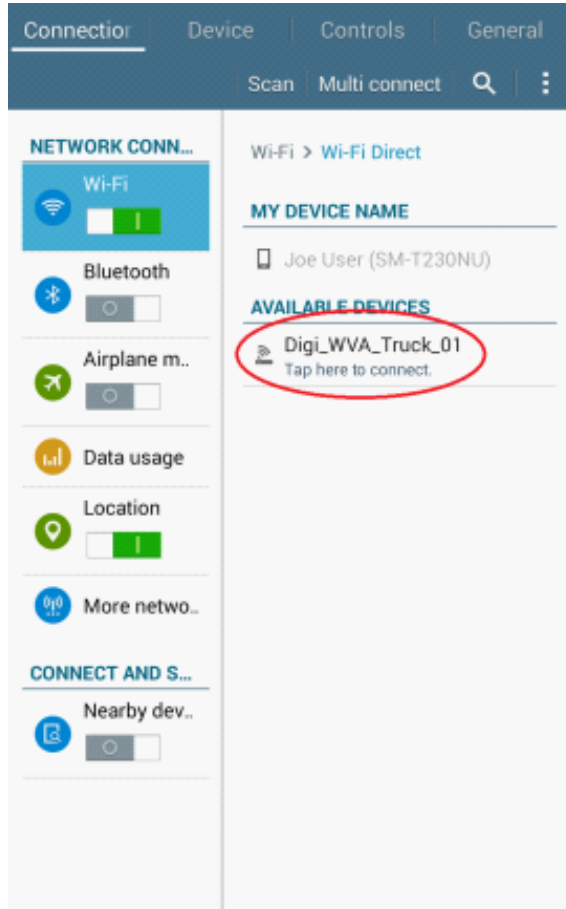 Connection Device Controls General
Scan Multi connect
NETWORK CONN...
Wi-Fi
Bluetooth
Airplane m..
Data usage
Location
More netwo..
CONNECT AND S...
Nearby dev..
Wi-Fi > Wi-Fi Direct
MY DEVICE NAME
Joe User (SM-T230NU)
AVAILABLE DEVICES
Digi_WVA_Truck_01
Tap here to connect.